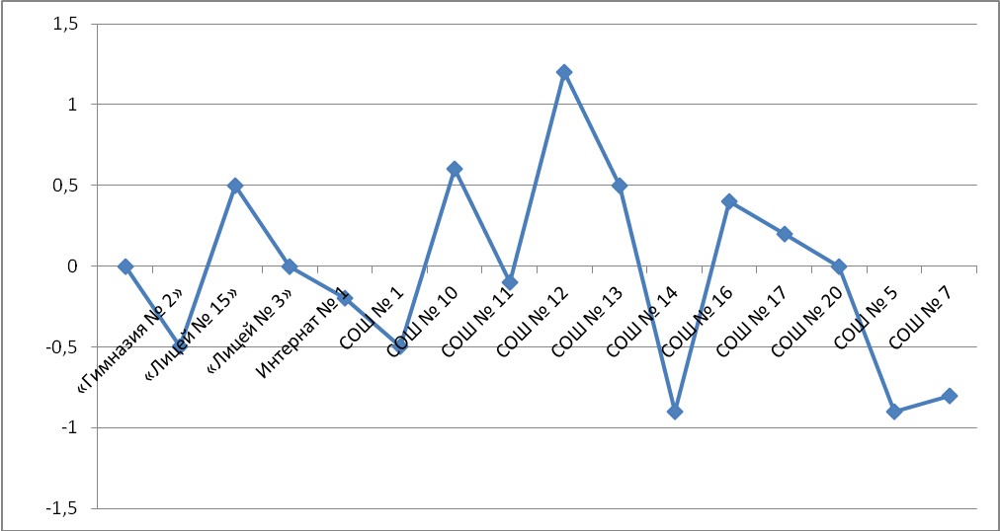 1,5
1
0,5
0
-0,5
-1
-1,5
«Гимназия № 2»
«Лицей № 15»
«Лицей № 3»
Интернат № 1
СОШ № 1
СОШ № 10
СОШ № 11
СОШ № 12
СОШ № 13
СОШ № 14
СОШ № 16
СОШ № 17
СОШ № 20
СОШ № 5
СОШ № 7